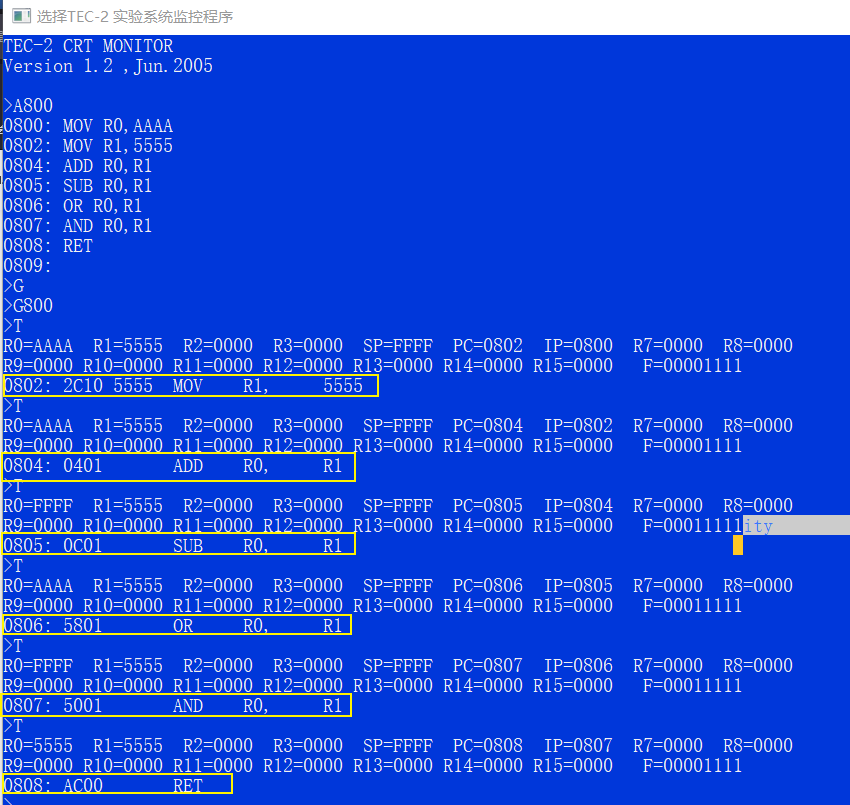 选择TEC-2 实验系统监控程序
TEC-2 CRT MONITOR
Version 1.2 ,Jun.2005
>A800
0800: MOV R0,AAAA
0802: MOV R1,5555
0804: ADD R0,R1
0805: SUB R0,R1
0806: OR R0,R1
0807: AND R0,R1
0808: RET
0809:
>G
>G800
>T
R0=AAAA R1=5555 R2=0000 R3=0000 SP=FFFF PC=0802 IP=0800 R7=0000 R8=0000
R9=0000 R10=0000 R11=0000 R12=0000 R13=0000 R14=0000 R15=0000 F=00001111
0802: 2C10 5555 MOV R1, 5555
>T
R0=AAAA R1=5555 R2=0000 R3=0000 SP=FFFF PC=0804 IP=0802 R7=0000 R8=0000
R9=0000 R10=0000 R11=0000 R12=0000 R13=0000 R14=0000 R15=0000 F=00001111
0804: 0401 ADD R0, R1
>T
R0=FFFF R1=5555 R2=0000 R3=0000 SP=FFFF PC=0805 IP=0804 R7=0000 R8=0000
R9=0000 R10=0000 R11=0000 R12=0000 R13=0000 R14=0000 R15=0000 F=00011111ity
0805: 0C01 SUB R0, R1
>T
R0=AAAA R1=5555 R2=0000 R3=0000 SP=FFFF PC=0806 IP=0805 R7=0000 R8=0000
R9=0000 R10=0000 R11=0000 R12=0000 R13=0000 R14=0000 R15=0000 F=00011111
0806: 5801 OR R0, R1
>T
R0=FFFF R1=5555 R2=0000 R3=0000 SP=FFFF PC=0807 IP=0806 R7=0000 R8=0000
R9=0000 R10=0000 R11=0000 R12=0000 R13=0000 R14=0000 R15=0000 F=00011111
0807: 5001 AND R0, R1
>T
R0=5555 R1=5555 R2=0000 R3=0000 SP=FFFF PC=0808 IP=0807 R7=0000 R8=0000
R9=0000 R10=0000 R11=0000 R12=0000 R13=0000 R14=0000 R15=0000 F=00011111
0808: AC00 RET